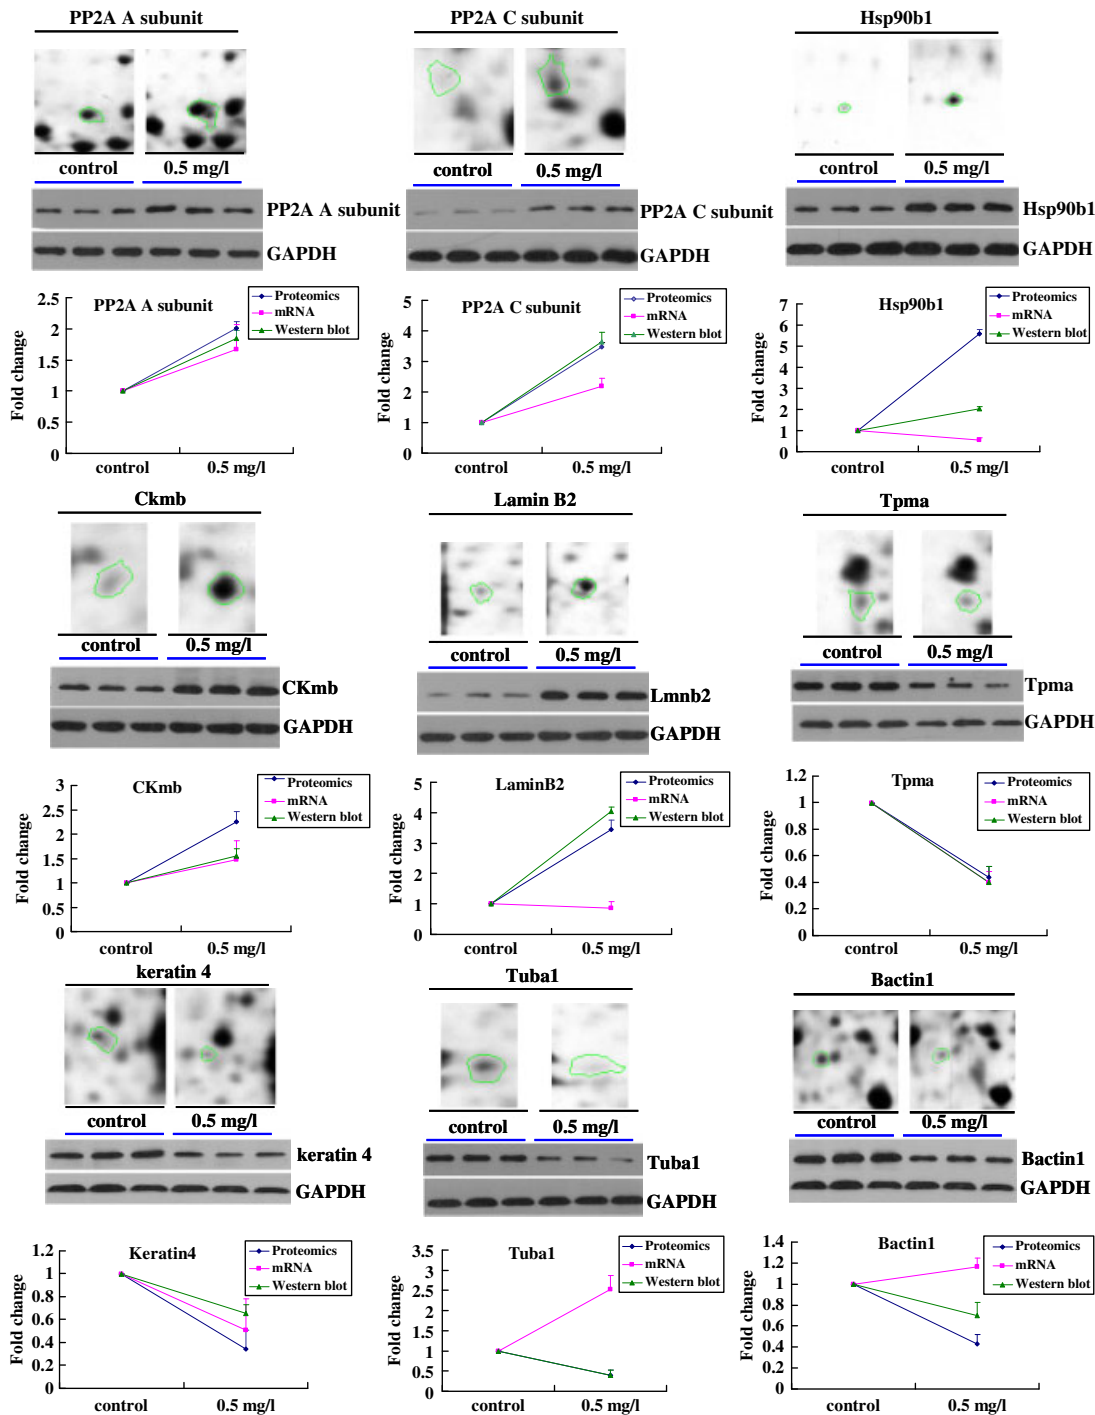 PP2A A subunit
PP2A C subunit
Hsp90b1
control
0.5 mg/l
control
0.5 mg/l
control
0.5 mg/l
PP2A A subunit
PP2A C subunit
Hsp90b1
GAPDH
GAPDH
GAPDH
PP2A A subunit
Proteomics
mRNA
Western blot
Fold change
2.5
2
1.5
1
0.5
0
control
0.5 mg/l
PP2A C subunit
Proteomics
mRNA
Western blot
Fold change
5
4
3
2
1
0
control
0.5 mg/l
Hsp90b1
Proteomics
mRNA
Western blot
Fold change
7
6
5
4
3
2
1
0
control
0.5 mg/l
Ckmb
Lamin B2
Tpma
control
0.5 mg/l
control
0.5 mg/l
control
0.5 mg/l
CKmb
Lmnb2
Tpma
GAPDH
GAPDH
GAPDH
CKmb
Proteomics
mRNA
Western blot
Fold change
3
2.5
2
1.5
1
0.5
0
control
0.5 mg/l
LaminB2
Proteomics
mRNA
Western blot
Fold change
5
4
3
2
1
0
control
0.5 mg/l
Tpma
Proteomics
mRNA
Western blot
Fold change
1.2
1
0.8
0.6
0.4
0.2
0
control
0.5 mg/l
keratin 4
Tuba1
Bactin1
control
0.5 mg/l
control
0.5 mg/l
control
0.5 mg/l
keratin 4
Tuba1
Bactin1
GAPDH
GAPDH
GAPDH
Keratin4
Proteomics
mRNA
Western blot
Fold change
1.2
1
0.8
0.6
0.4
0.2
0
control
0.5 mg/l
Tuba1
Proteomics
mRNA
Western blot
Fold change
3.5
3
2.5
2
1.5
1
0.5
0
control
0.5 mg/l
Bactin1
Proteomics
mRNA
Western blot
Fold change
1.4
1.2
1
0.8
0.6
0.4
0.2
0
control
0.5 mg/l